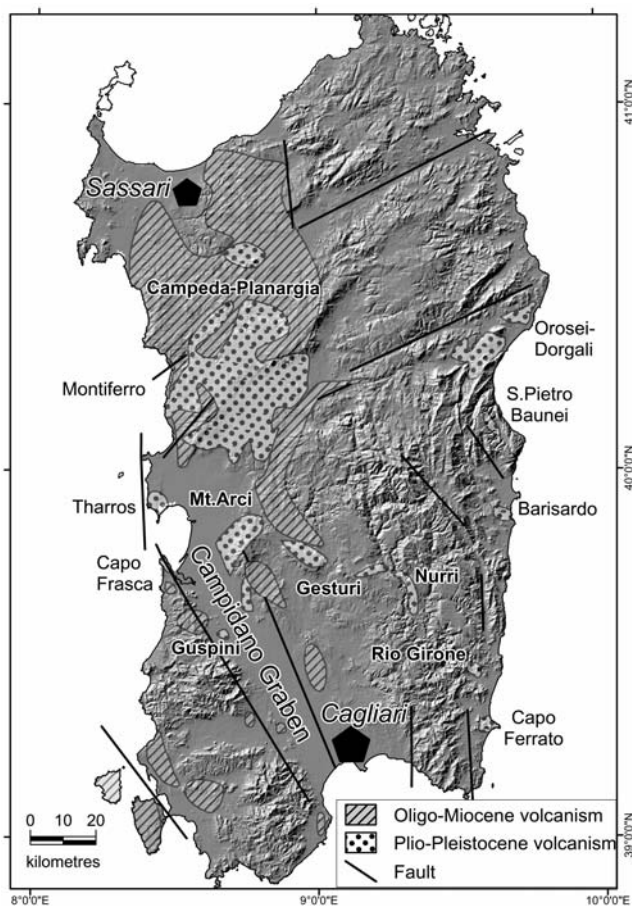 41°0'0"N
Sassari
Campeda-Planargia
Orosei-
Dorgali
Montiferro
S.Pietro
Baunei
40°0'0"N
Mt.Arci
Tharros
Barisardo
Capo
Frasca
Campidano Graben
Gesturi
Nurri
Guspini
Rio Girone
Cagliari
Capo
Ferrato
0 10 20
kilometres
Oligo-Miocene volcanism
Plio-Pleistocene volcanism
Fault
39°0'0"N
8°0'0"E
9°0'0"E
10°0'0"E